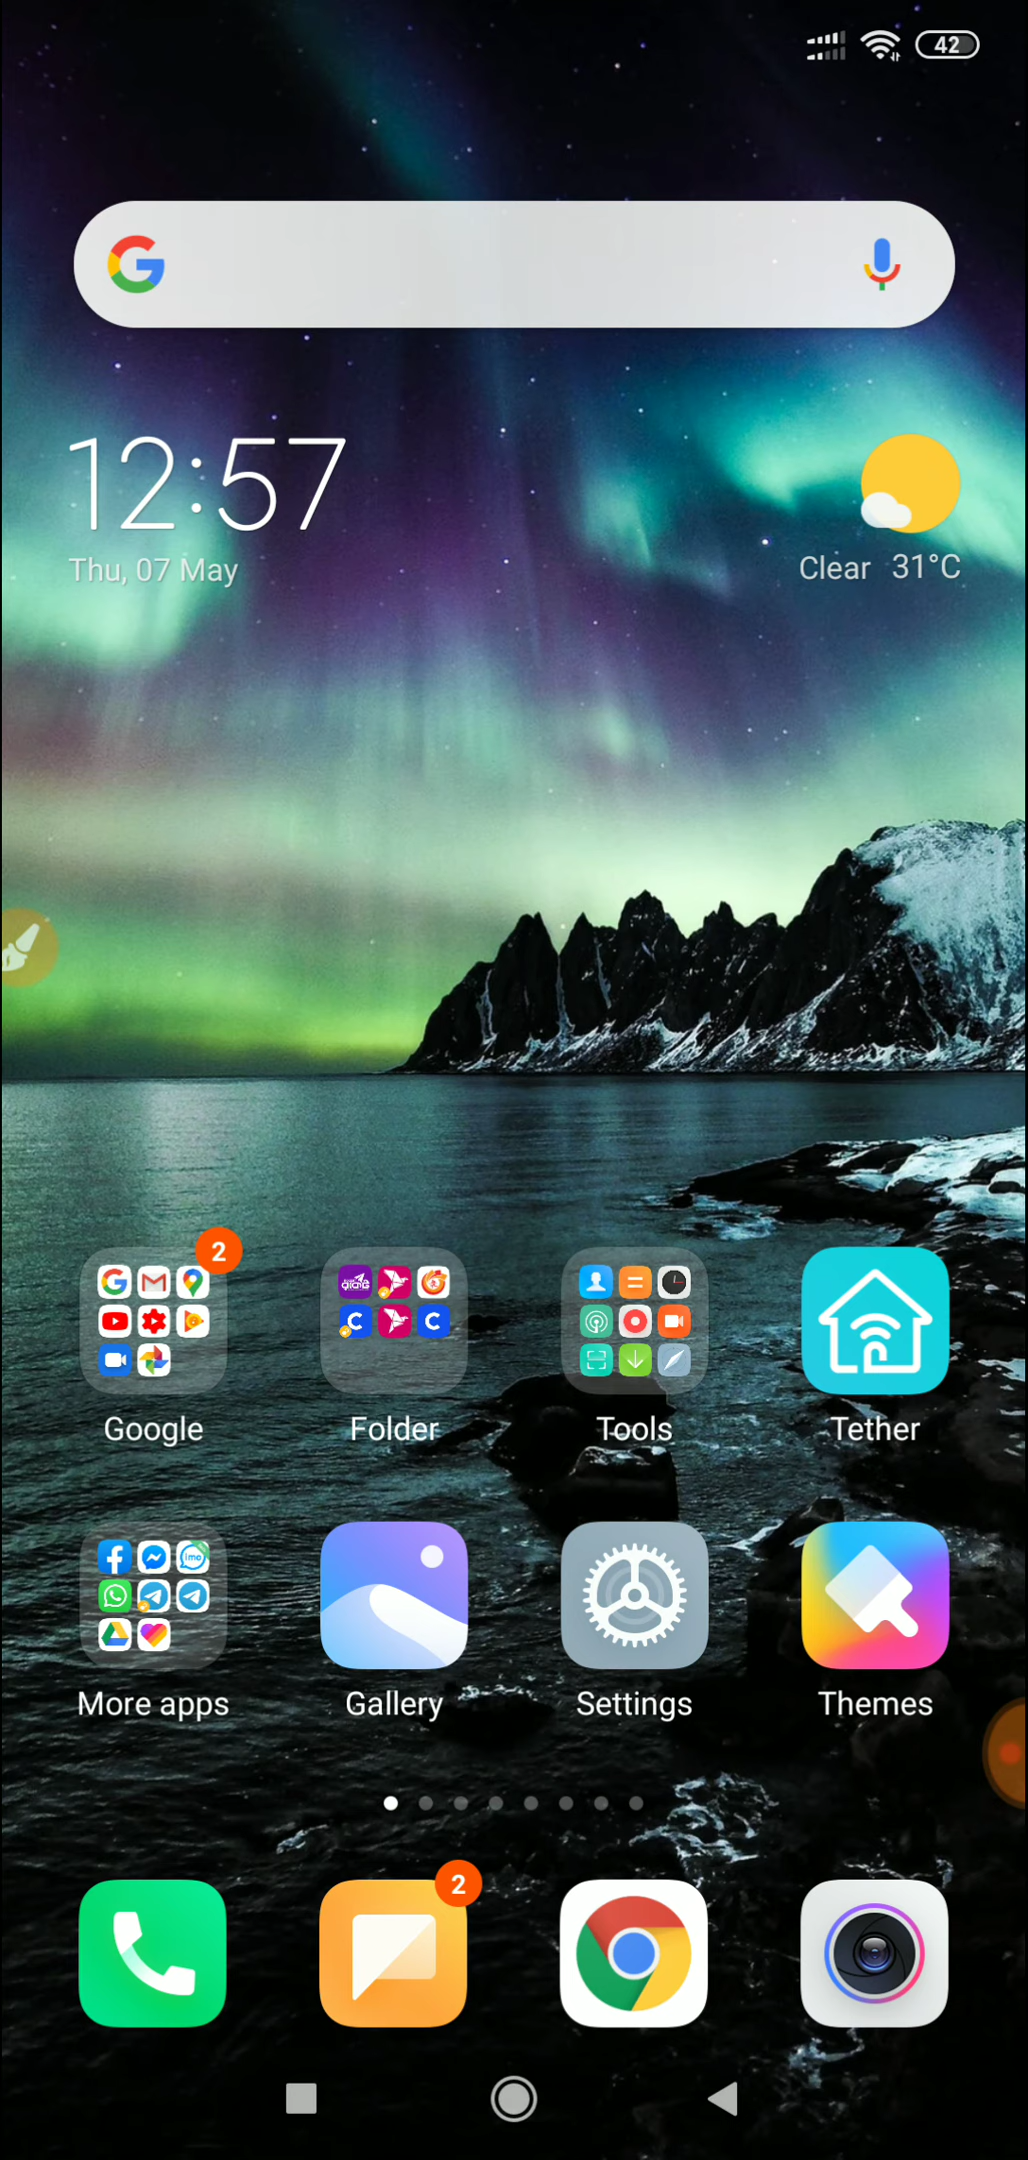 42
12:57
Thu, 07 May
Clear 31°C
2
Google
Folder
Tools
Tether
imo
More apps
Gallery
Settings
Themes
2